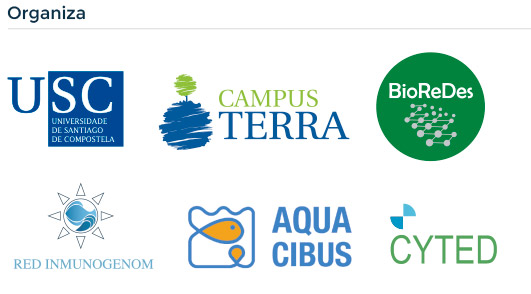 Organiza
USC
UNIVERSIDADE
DE SANTIAGO
DE COMPOSTELA
CAMPUS
TERRA
BioReDes
RED INMUNOGENOM
AQUA
CIBUS
CYTED